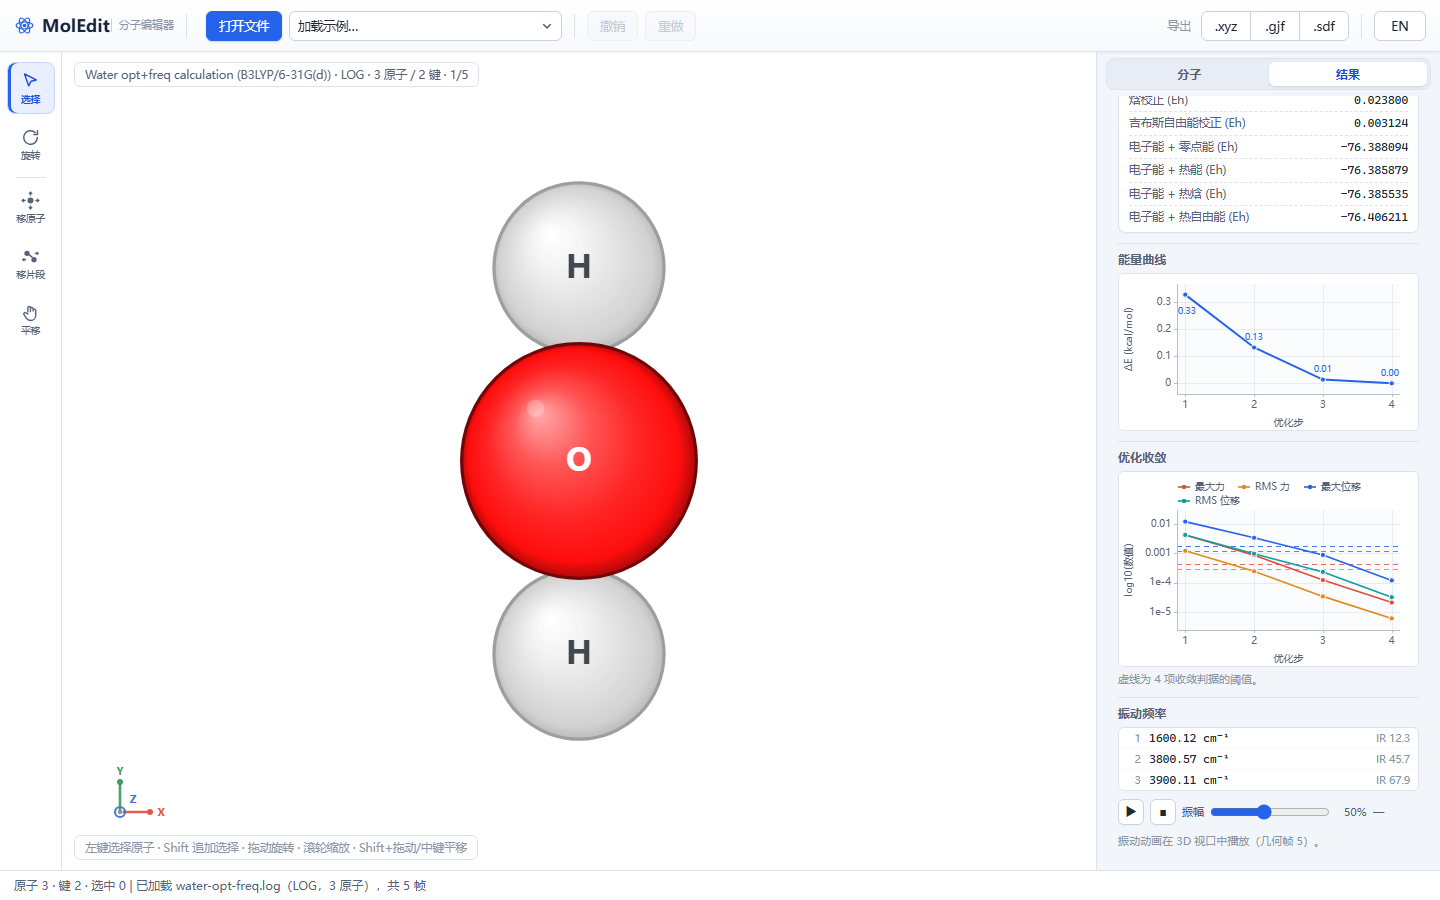 MolEdit 分子编辑器 打开文件 加载示例... 撤销 重做 导出 .xyz .gjf .sdf EN
选择
旋转
移原子
移片段
平移
Water opt+freq calculation (B3LYP/6-31G(d)) · LOG · 3 原子 / 2 键 · 1/5
H
O
H
Y
Z
X
左键选择原子 · Shift 追加选择 · 拖动旋转 · 滚轮缩放 · Shift+拖动/中键平移
分子 结果
焓校正 (Eh) 0.023800
吉布斯自由能校正 (Eh) 0.003124
电子能 + 零点能 (Eh) -76.388094
电子能 + 热能 (Eh) -76.385879
电子能 + 热焓 (Eh) -76.385535
电子能 + 热自由能 (Eh) -76.406211
能量曲线
ΔE (kcal/mol)
0.3
0.2
0.1
0
0.33
0.13
0.01
0.00
1 2 3 4
优化步
优化收敛
最大力 RMS 力 最大位移
RMS 位移
log10(数值)
0.01
0.001
1e-4
1e-5
1 2 3 4
优化步
虚线为 4 项收敛判据的阈值。
振动频率
1 1600.12 cm⁻¹ IR 12.3
2 3800.57 cm⁻¹ IR 45.7
3 3900.11 cm⁻¹ IR 67.9
振幅 50% —
振动动画在 3D 视口中播放（几何帧 5）。
原子 3 · 键 2 · 选中 0 | 已加载 water-opt-freq.log（LOG，3 原子），共 5 帧